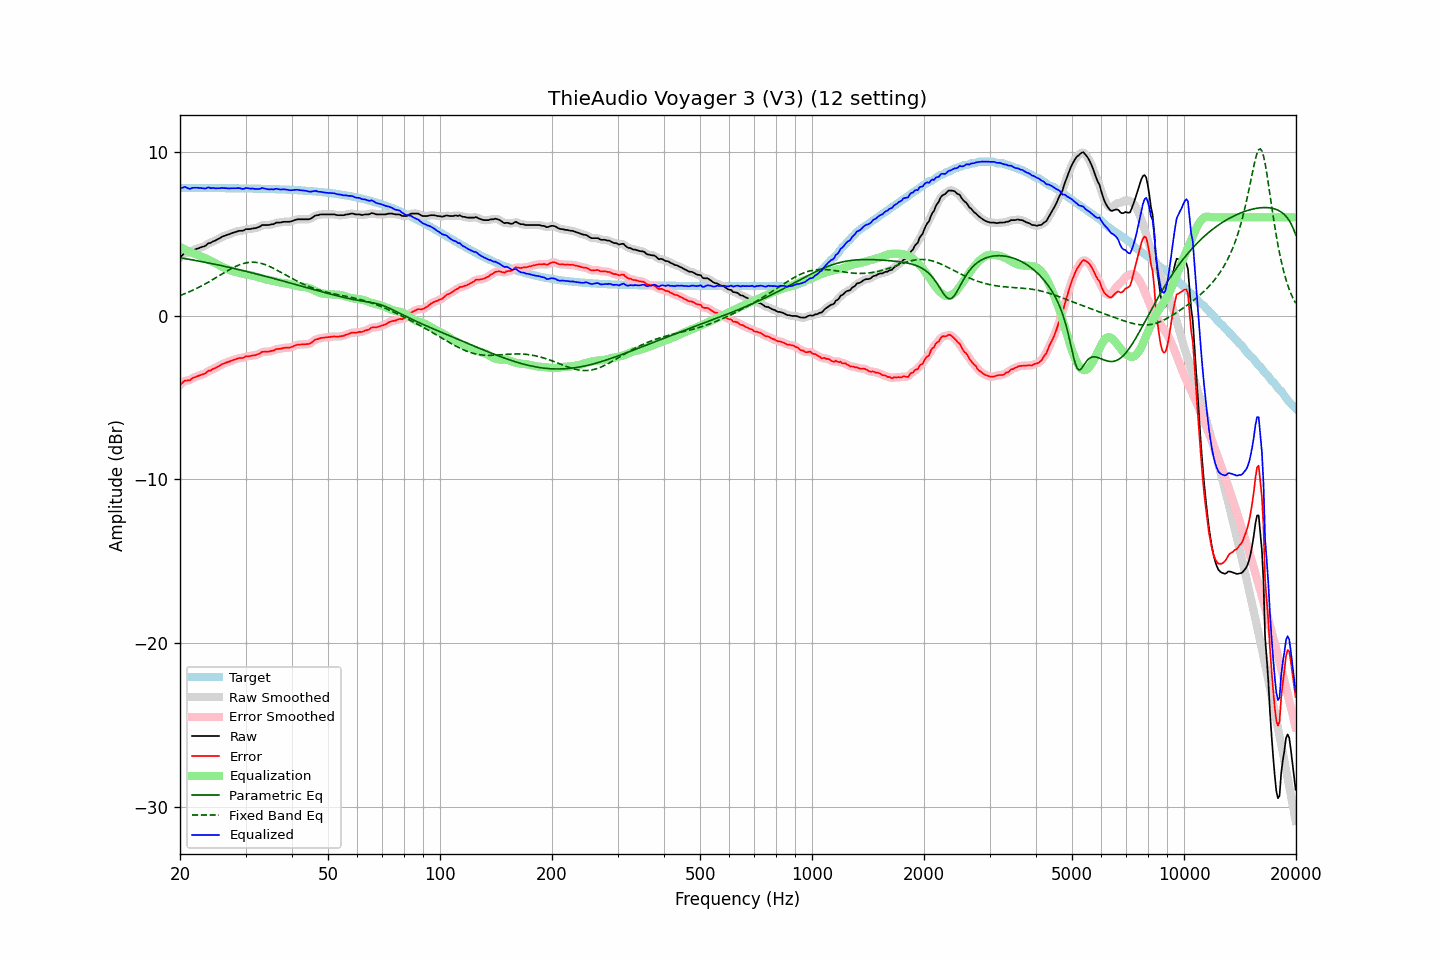 ThieAudio Voyager 3 (V3) (12 setting)
10
0
−10
−20
−30
Amplitude (dBr)
Target
Raw Smoothed
Error Smoothed
Raw
Error
Equalization
Parametric Eq
Fixed Band Eq
Equalized
20 50 100 200 500 1000 2000 5000 10000 20000
Frequency (Hz)